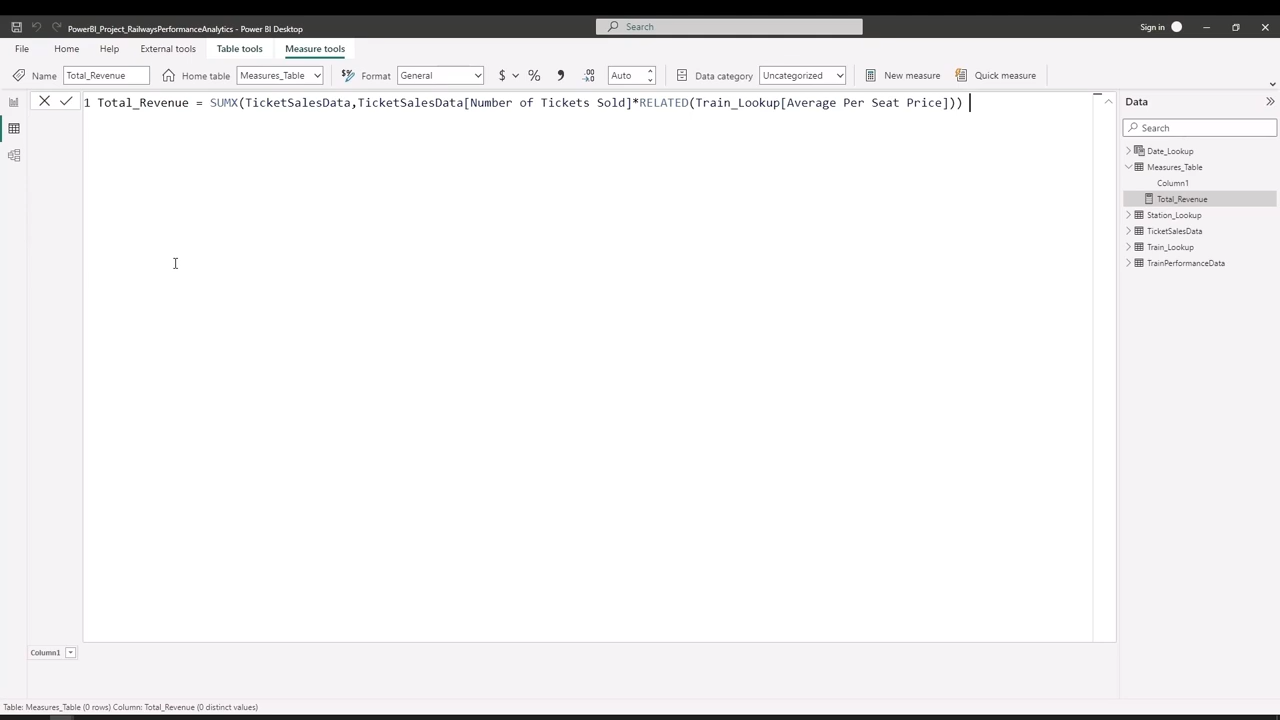 PowerBI_Project_RailwaysPerformanceAnalytics - Power BI Desktop
Search
Sign in
File
Home
Help
External tools
Table tools
Measure tools
Name
Total_Revenue
Home table
Measures_Table
Format
General
$
%
Auto
Data category
Uncategorized
New measure
Quick measure
1 Total_Revenue = SUMX(TicketSalesData,TicketSalesData[Number of Tickets Sold]*RELATED(Train_Lookup[Average Per Seat Price]))
Data
Search
Date_Lookup
Measures_Table
Column1
Total_Revenue
Station_Lookup
TicketSalesData
Train_Lookup
TrainPerformanceData
Column1
Table: Measures_Table (0 rows) Column: Total_Revenue (0 distinct values)